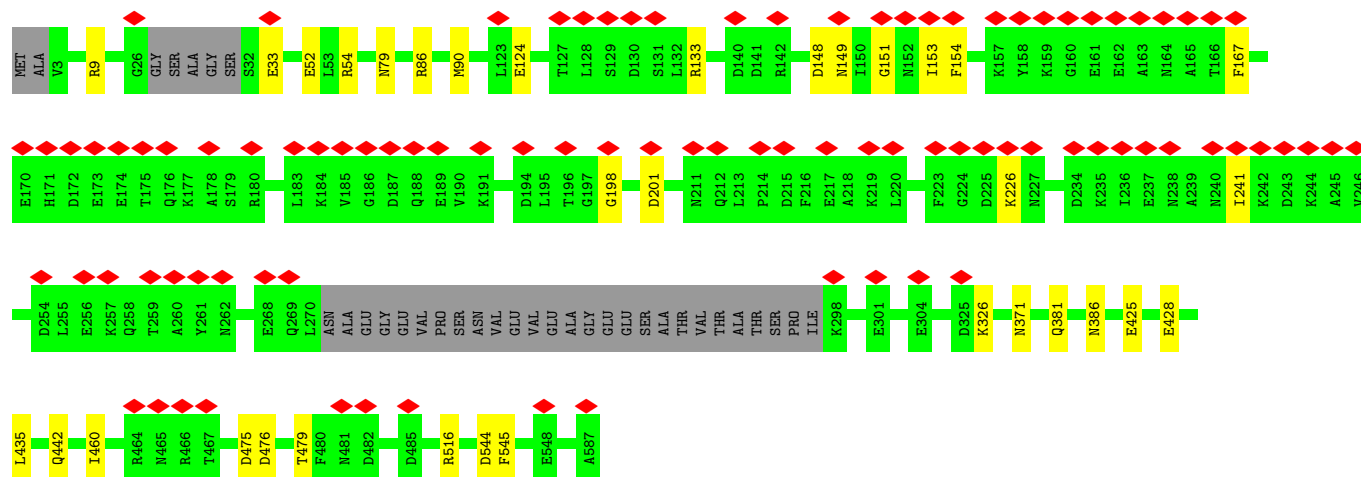 MET ALA V3 R9 G26 GLY SER ALA GLY SER S32 E33 E52 L53 R54 N79 R86 M90 L123 E124 T127 L128 S129 D130 S131 L132 R133 D140 D141 R142 D148 N149 I150 G151 N152 I153 F154 K157 Y158 K159 G160 E161 E162 A163 N164 A165 T166 F167
E170 H171 D172 E173 E174 T175 Q176 K177 A178 S179 R180 L183 K184 V185 G186 D187 Q188 E189 V190 K191 D194 L195 T196 G197 G198 D201 N211 Q212 L213 P214 D215 F216 E217 A218 K219 L220 F223 G224 D225 K226 N227 D234 K235 I236 E237 N238 A239 N240 I241 K242 D243 K244 A245 V246
D254 L255 E256 K257 Q258 T259 A260 Y261 N262 E268 Q269 L270 ASN ALA GLU GLY GLU VAL PRO SER ASN VAL GLU VAL GLU ALA GLY GLU GLU SER ALA THR VAL THR ALA THR SER PRO ILE K298 E301 E304 D325 K326 N371 Q381 N386 E425 E428
L435 Q442 I460 R464 N465 R466 T467 D475 D476 T479 F480 N481 D482 D485 R516 D544 F545 E548 A587